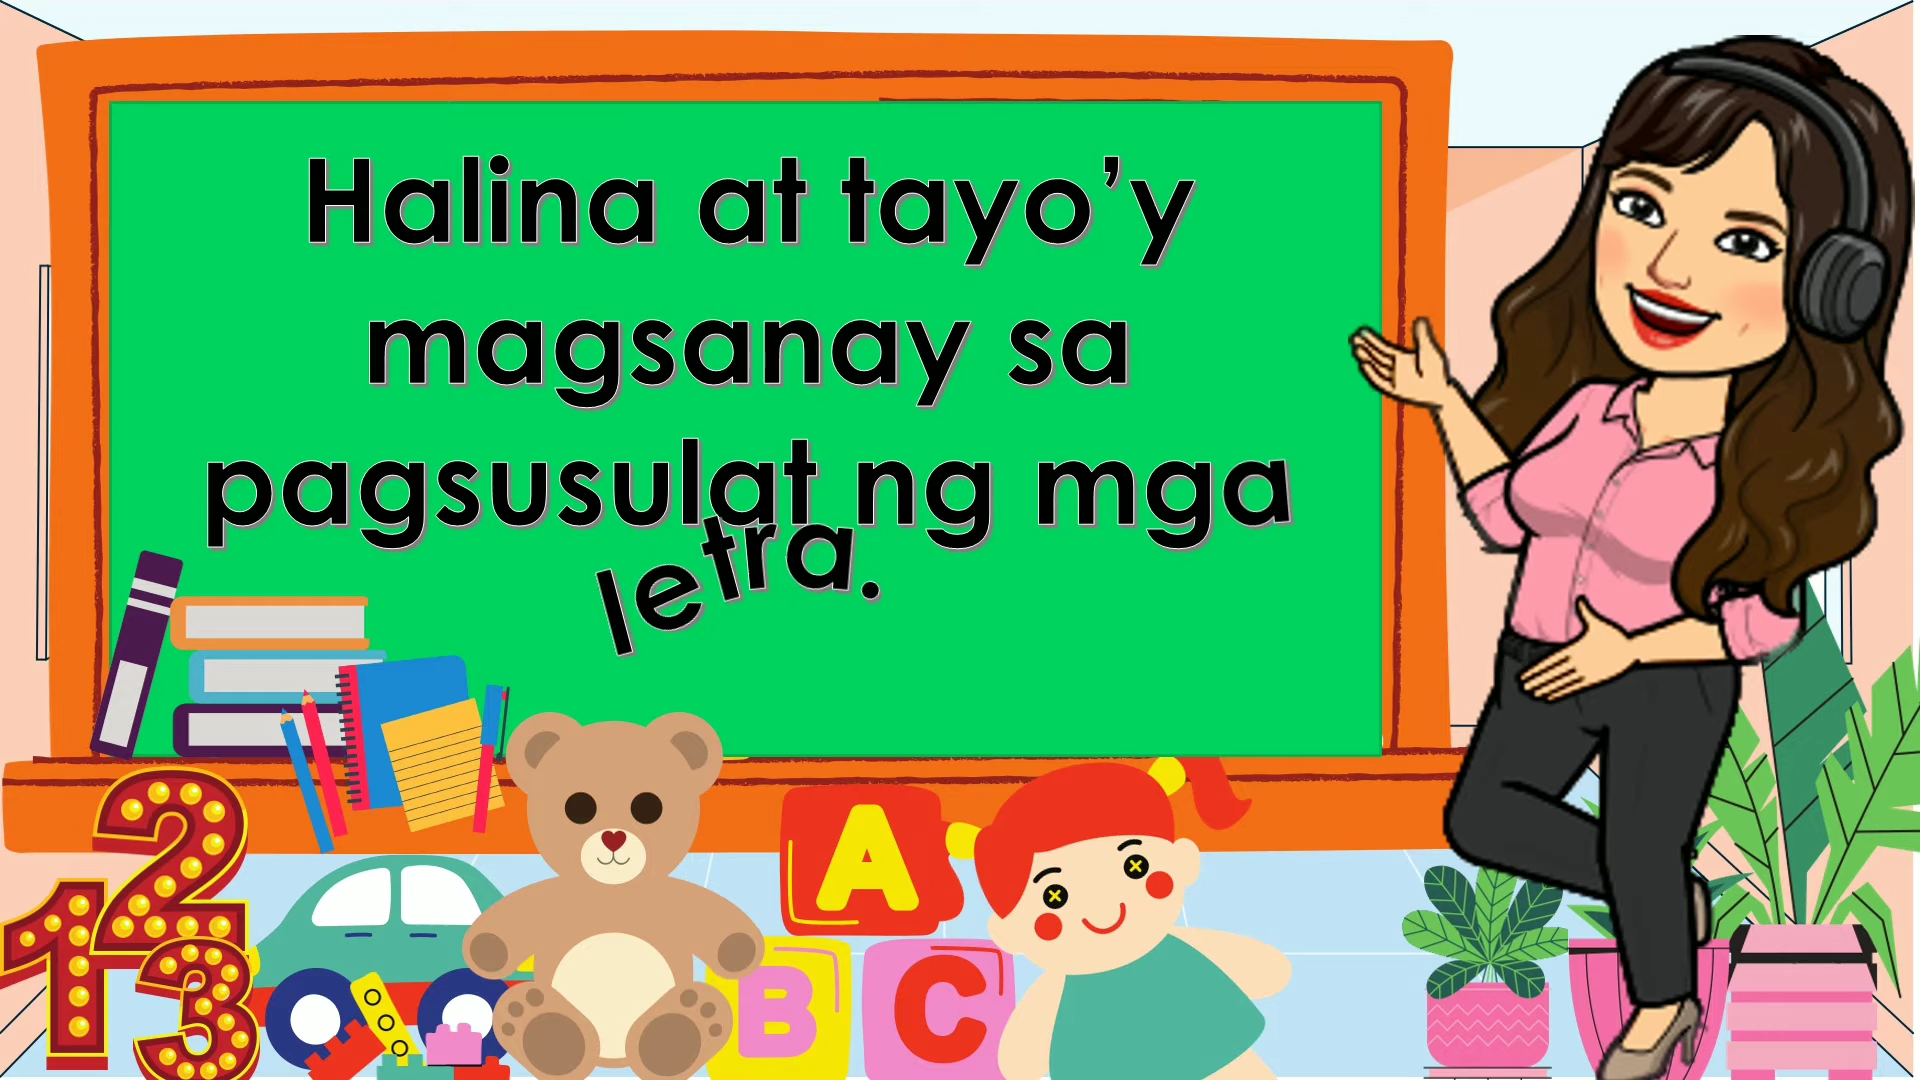 Halina at tayo’y
magsanay sa
pagsusulat ng mga
letra.
2
1
3
A
B
C